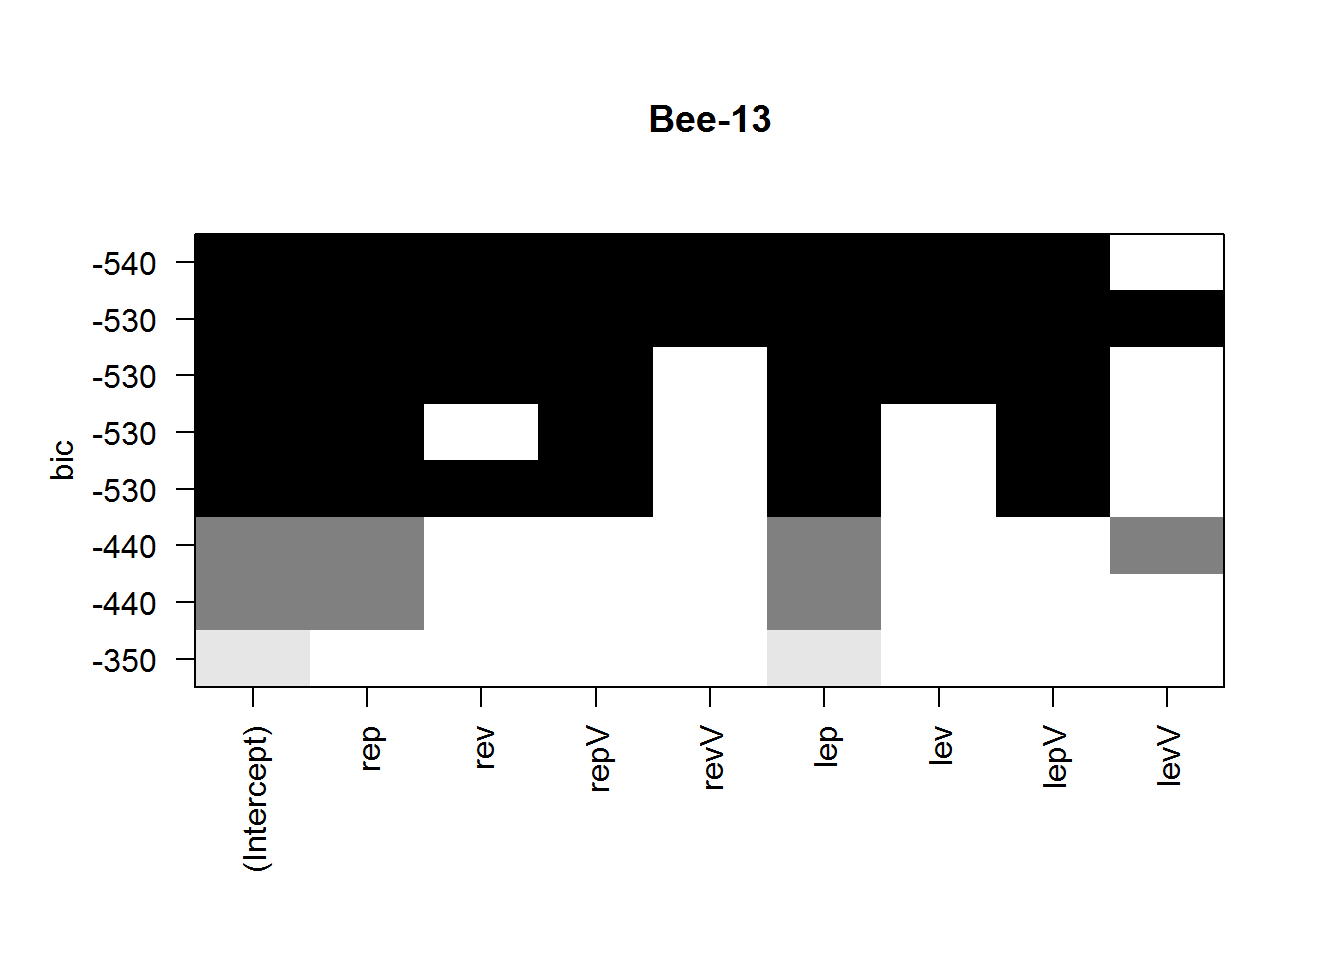 Bee-13
bic
-540
-530
-530
-530
-530
-440
-440
-350
(Intercept)
rep
rev
repV
revV
lep
lev
lepV
levV